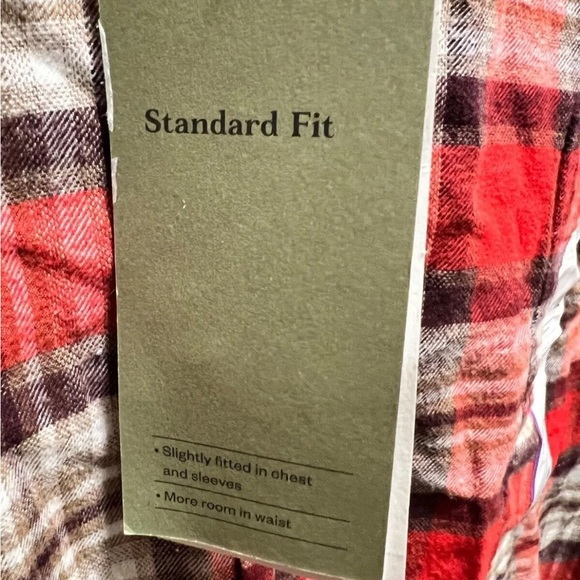 Standard Fit
• Slightly fitted in chest
and sleeves
• More room in waist